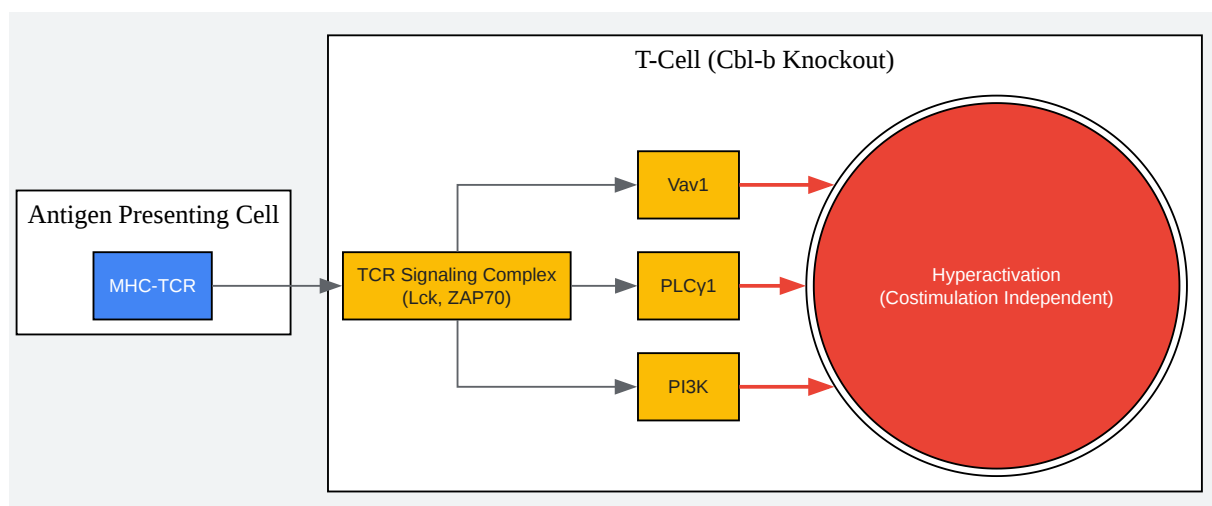 T-Cell (Cbl-b Knockout)
Antigen Presenting Cell
MHC-TCR
TCR Signaling Complex
(Lck, ZAP70)
Vav1
PLCγ1
PI3K
Hyperactivation
(Costimulation Independent)